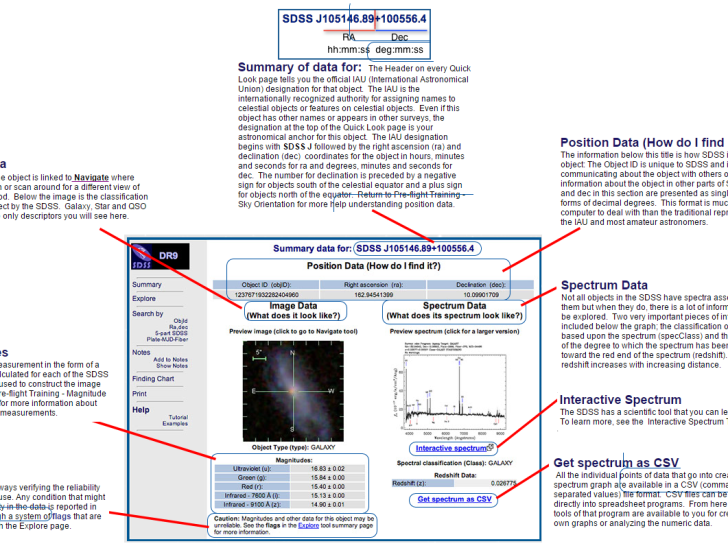 SDSS J105146.89+100556.4
RA Dec
hh:mm:ss deg:mm:ss
Summary of data for: The Header on every Quick
Look page tells you the official IAU (International Astronomical
Union) designation for that object. The IAU is the
internationally recognized authority for assigning names to
celestial objects or features on celestial objects. Even if this
object has other names or appears in other surveys, the
designation at the top of the Quick Look page is your
astronomical anchor for this object. The IAU designation
begins with SDSS J followed by the right ascension (ra) and
declination (dec) coordinates for the object in hours, minutes
and seconds for ra and degrees, minutes and seconds for
dec. The number for declination is preceded by a negative
sign for objects south of the celestial equator and a plus sign
for objects north of the equator. Return to Pre-flight Training -
Sky Orientation for more help understanding position data.
a
e object is linked to Navigate where
n or scan around for a different view of
od. Below the image is the classification
ect by the SDSS. Galaxy, Star and QSO
only descriptors you will see here.
es
easurement in the form of a
lculated for each of the SDSS
used to construct the image
re-flight Training - Magnitude
for more information about
measurements.
ways verifying the reliability
use. Any condition that might
ty in the data is reported in
gh a system of flags that are
n the Explore page.
Position Data (How do I find
The information below this title is how SDSS i
object: The Object ID is unique to SDSS and i
communicating about the object with others o
information about the object in other parts of S
and dec in this section are presented as singl
forms of decimal degrees. This format is muc
computer to deal with than the traditional repr
the IAU and most amateur astronomers.
Spectrum Data
Not all objects in the SDSS have spectra asse
them but when they do, there is a lot of inform
be explored. Two very important pieces of in
included below the graph; the classification o
based upon the spectrum (specClass) and th
of the degree to which the spectrum has bee
toward the red end of the spectrum (redshift).
redshift increases with increasing distance.
Interactive Spectrum
The SDSS has a scientific tool that you can le
To learn more, see the Interactive Spectrum T
Get spectrum as CSV
All the individual points of data that go into crea
spectrum graph are available in a CSV (comma
separated values) file format. CSV files can be
directly into spreadsheet programs. From here
tools of that program are available to you for cre
own graphs or analyzing the numeric data.
SDSS
DR9
Summary
Explore
Search by
ObjId
Ra,dec
5-part SDSS
Plate-MJD-Fiber
Notes
Add to Notes
Show Notes
Finding Chart
Print
Help
Tutorial
Examples
Summary data for: SDSS J105146.89+100556.4
Position Data (How do I find it?)
Object ID (objID): Right ascension (ra): Declination (dec):
1237671932282404960 162.94541399 10.09901709
Image Data
(What does it look like?)
Preview image (click to go to Navigate tool)
5"
N
E W
S
Object Type (type): GALAXY
Magnitudes:
Ultraviolet (u): 16.83 ± 0.02
Green (g): 15.84 ± 0.00
Red (r): 15.40 ± 0.00
Infrared - 7600 Å (i): 15.13 ± 0.00
Infrared - 9100 Å (z): 14.90 ± 0.01
Caution: Magnitudes and other data for this object may be
unreliable. See the flags in the Explore tool summary page
for more information.
Spectrum Data
(What does its spectrum look like?)
Preview spectrum (click for a larger version)
4000 5000 6000 7000 8000 9000
Wavelength (Angstroms)
Interactive spectrum
Spectral classification (Class): GALAXY
Redshift Data:
Redshift (z): 0.026775
Get spectrum as CSV